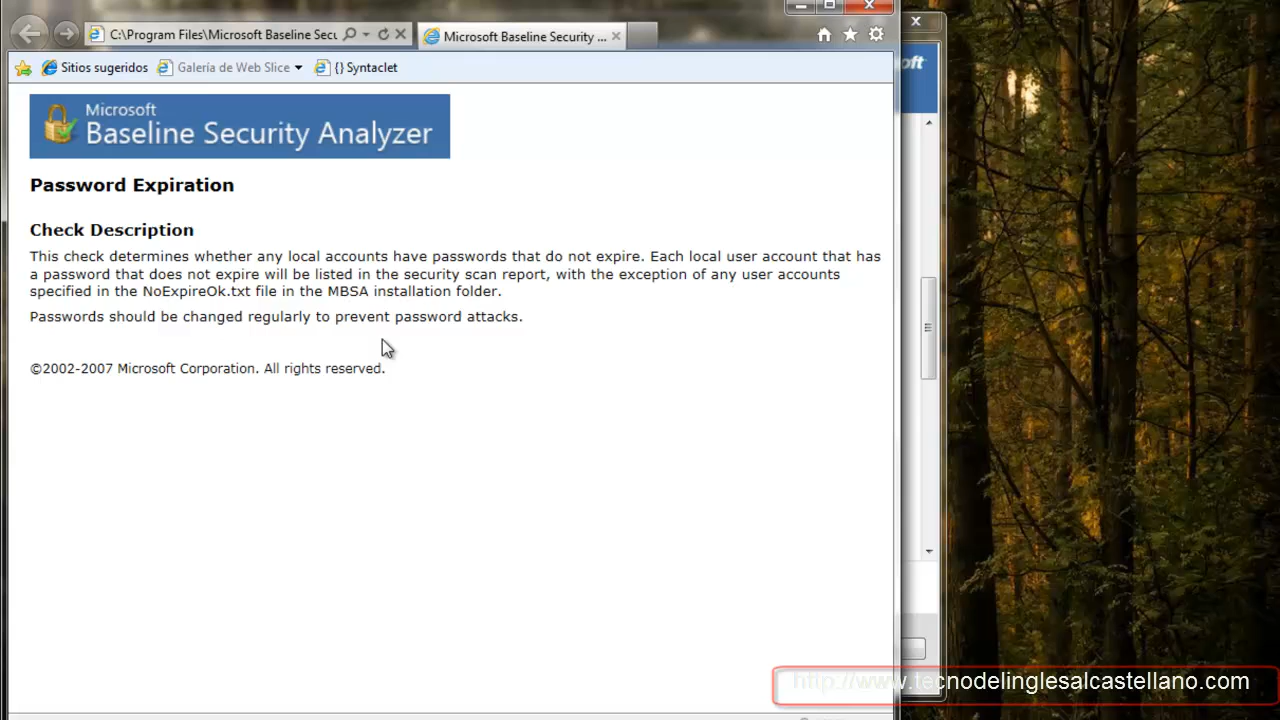 C:\Program Files\Microsoft Baseline Secu
Microsoft Baseline Security ...
Sitios sugeridos
Galería de Web Slice
{} Syntaclet
Microsoft
Baseline Security Analyzer
Password Expiration
Check Description
This check determines whether any local accounts have passwords that do not expire. Each local user account that has
a password that does not expire will be listed in the security scan report, with the exception of any user accounts
specified in the NoExpireOk.txt file in the MBSA installation folder.
Passwords should be changed regularly to prevent password attacks.
©2002-2007 Microsoft Corporation. All rights reserved.
oft
http://www.tecnodelinglesalcastellano.com